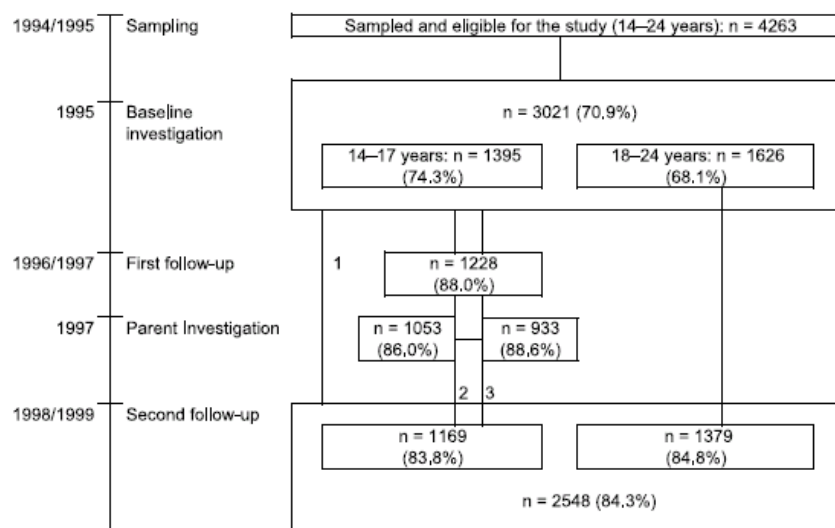 1994/1995 Sampling Sampled and eligible for the study (14–24 years): n = 4263
1995 Baseline investigation
n = 3021 (70,9%)
14–17 years: n = 1395
(74.3%)
18–24 years: n = 1626
(68.1%)
1996/1997 First follow-up
1
n = 1228
(88.0%)
1997 Parent Investigation
n = 1053
(86,0%)
n = 933
(88,6%)
2 3
1998/1999 Second follow-up
n = 1169
(83,8%)
n = 1379
(84,8%)
n = 2548 (84.3%)